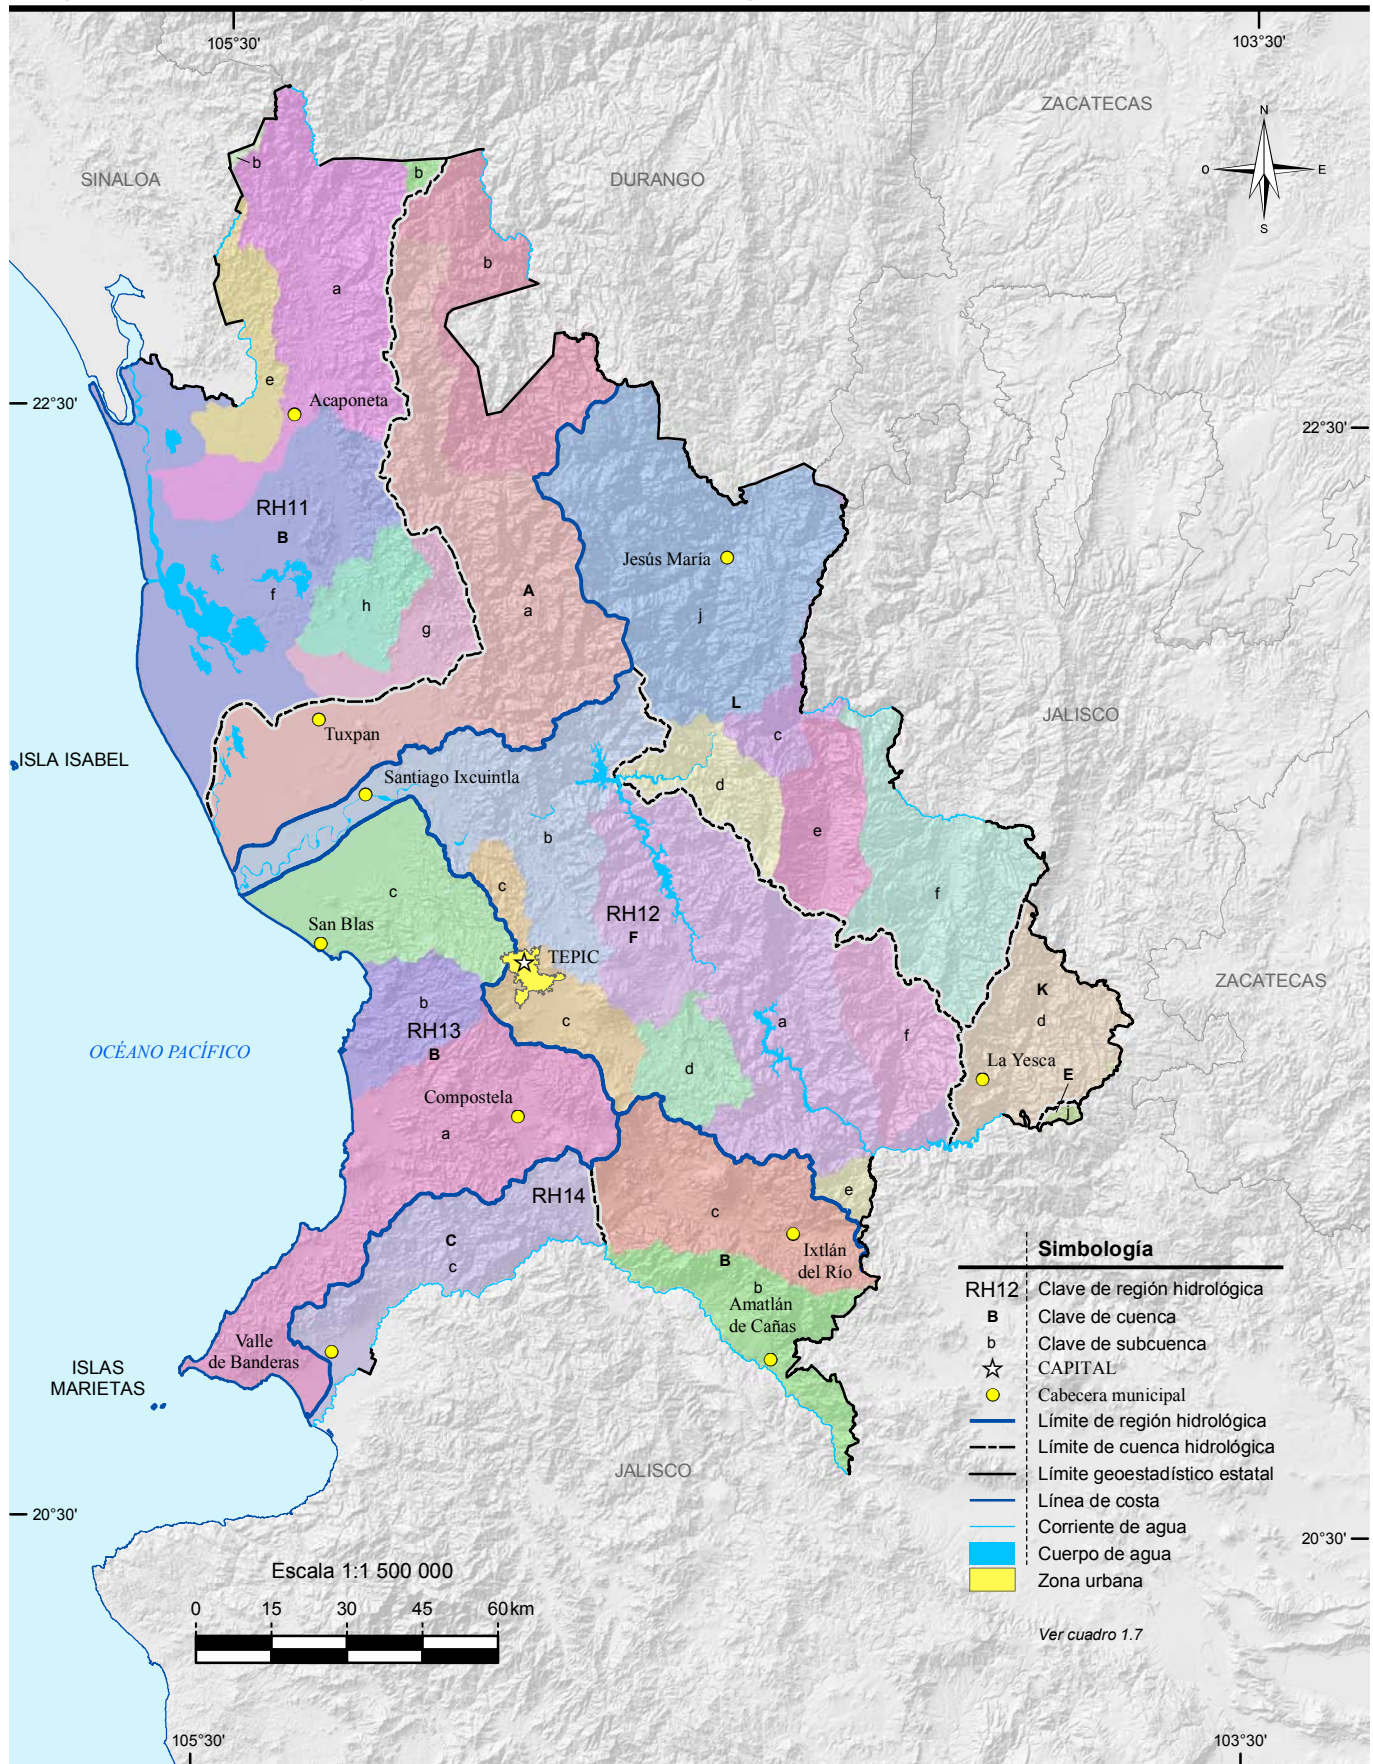 105°30'
103°30'
ZACATECAS
N
O
E
S
SINALOA
DURANGO
b
b
b
a
e
Acaponeta
22°30'
22°30'
RH11
B
Jesús María
A
a
f
h
g
j
L
JALISCO
c
Tuxpan
ISLA ISABEL
Santiago Ixcuintla
d
b
e
c
c
f
RH12
F
San Blas
TEPIC
ZACATECAS
b
K
d
RH13
B
c
a
f
OCÉANO PACÍFICO
La Yesca
E
d
j
Compostela
a
RH14
e
c
C
c
Ixtlán
del Río
B
b
Amatlán
de Cañas
Valle
de Banderas
ISLAS
MARIETAS
JALISCO
Simbología
RH12 Clave de región hidrológica
B Clave de cuenca
b Clave de subcuenca
CAPITAL
Cabecera municipal
Límite de región hidrológica
Límite de cuenca hidrológica
Límite geoestadístico estatal
Línea de costa
Corriente de agua
Cuerpo de agua
Zona urbana
Ver cuadro 1.7
20°30'
20°30'
Escala 1:1 500 000
0 15 30 45 60 km
105°30'
103°30'